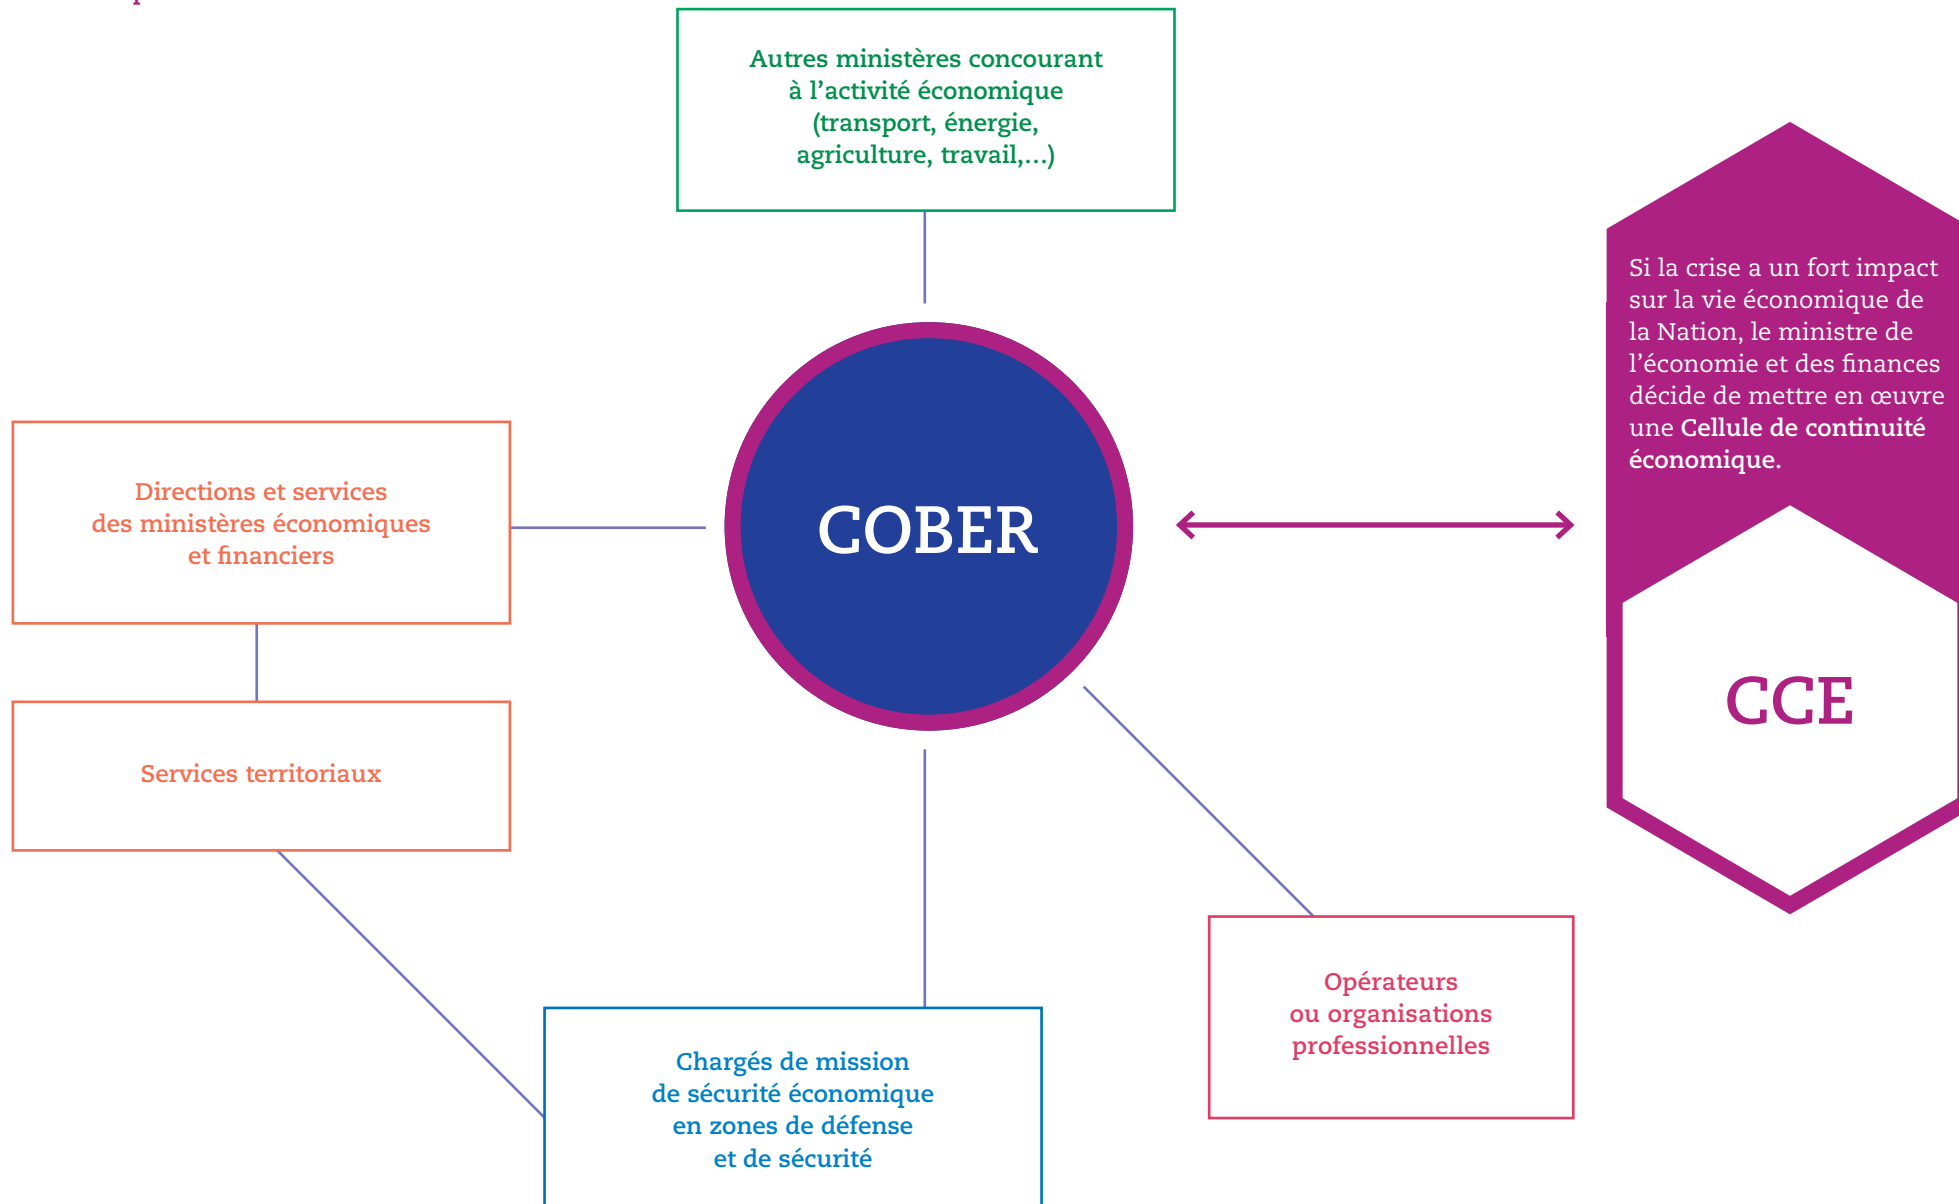 Autres ministères concourant
à l’activité économique
(transport, énergie,
agriculture, travail,…)
Si la crise a un fort impact
sur la vie économique de
la Nation, le ministre de
l’économie et des finances
décide de mettre en œuvre
une Cellule de continuité
économique.
Directions et services
des ministères économiques
et financiers
COBER
CCE
Services territoriaux
Opérateurs
ou organisations
professionnelles
Chargés de mission
de sécurité économique
en zones de défense
et de sécurité